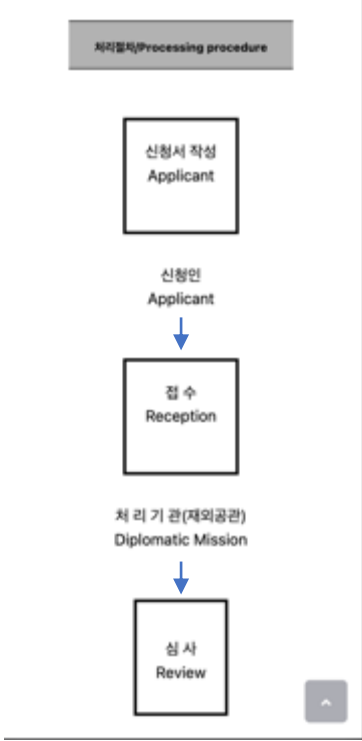 처리절차/Processing procedure
신청서 작성
Applicant
신청인
Applicant
접 수
Reception
처 리 기 관(재외공관)
Diplomatic Mission
심 사
Review